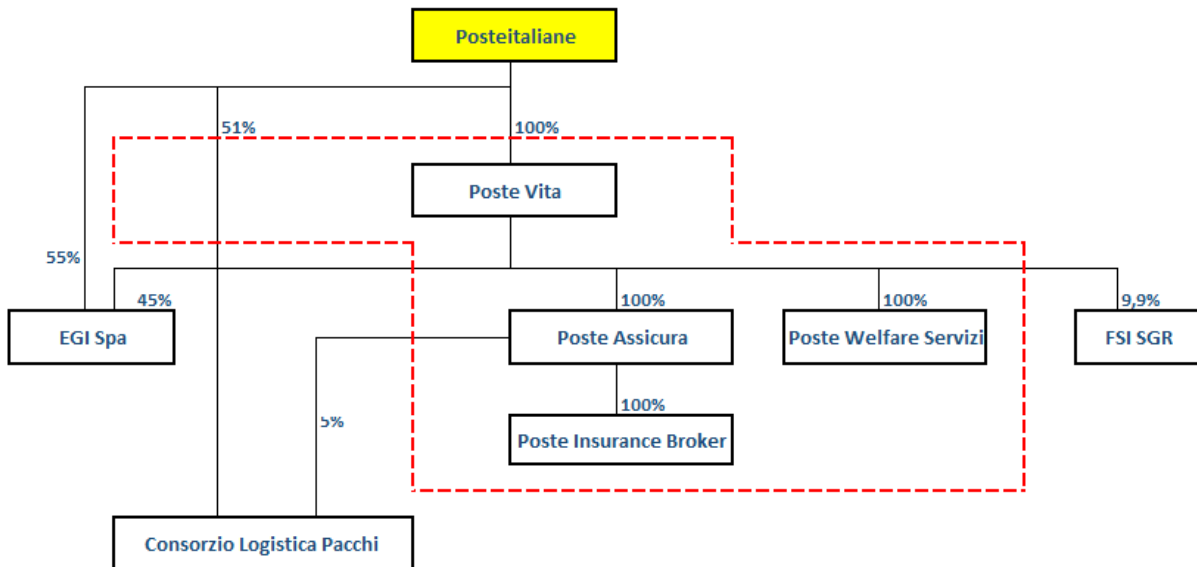 Posteitaliane
51%
100%
Poste Vita
55%
45%
100%
100%
9,9%
EGI Spa
Poste Assicura
Poste Welfare Servizi
FSI SGR
100%
5%
Poste Insurance Broker
Consorzio Logistica Pacchi